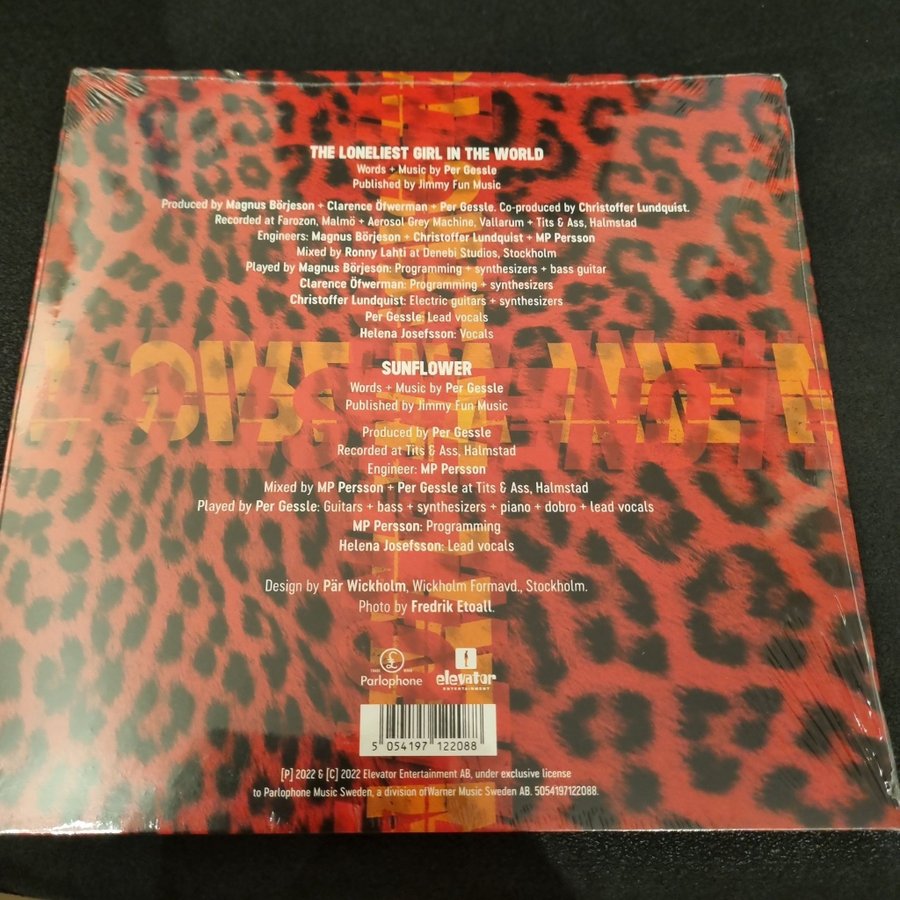 THE LONELIEST GIRL IN THE WORLD
Words + Music by Per Gessle
Published by Jimmy Fun Music
Produced by Magnus Börjeson + Clarence Öfwerman + Per Gessle. Co-produced by Christoffer Lundquist.
Recorded at Farozon, Malmö + Aerosol Grey Machine, Vallarum + Tits & Ass, Halmstad
Engineers: Magnus Börjeson + Christoffer Lundquist + MP Persson
Mixed by Ronny Lahti at Denebi Studios, Stockholm
Played by Magnus Börjeson: Programming + synthesizers + bass guitar
Clarence Öfwerman: Programming + synthesizers
Christoffer Lundquist: Electric guitars + synthesizers
Per Gessle: Lead vocals
Helena Josefsson: Vocals
SUNFLOWER
Words + Music by Per Gessle
Published by Jimmy Fun Music
Produced by Per Gessle
Recorded at Tits & Ass, Halmstad
Engineer: MP Persson
Mixed by MP Persson + Per Gessle at Tits & Ass, Halmstad
Played by Per Gessle: Guitars + bass + synthesizers + piano + dobro + lead vocals
MP Persson: Programming
Helena Josefsson: Lead vocals
Design by Pär Wickholm, Wickholm Formavd., Stockholm.
Photo by Fredrik Etoall.
Parlophone
elevator
ENTERTAINMENT
5 054197 122088
[P] 2022 & [C] 2022 Elevator Entertainment AB, under exclusive license
to Parlophone Music Sweden, a division ofWarner Music Sweden AB. 5054197122088.